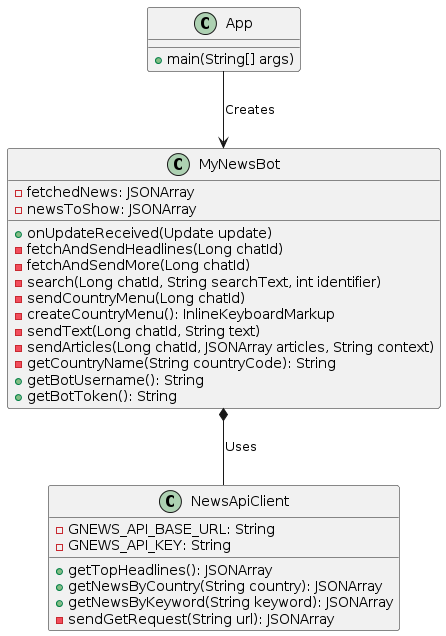 C App
main(String[] args)
Creates
C MyNewsBot
fetchedNews: JSONArray
newsToShow: JSONArray
onUpdateReceived(Update update)
fetchAndSendHeadlines(Long chatId)
fetchAndSendMore(Long chatId)
search(Long chatId, String searchText, int identifier)
sendCountryMenu(Long chatId)
createCountryMenu(): InlineKeyboardMarkup
sendText(Long chatId, String text)
sendArticles(Long chatId, JSONArray articles, String context)
getCountryName(String countryCode): String
getBotUsername(): String
getBotToken(): String
Uses
C NewsApiClient
GNEWS_API_BASE_URL: String
GNEWS_API_KEY: String
getTopHeadlines(): JSONArray
getNewsByCountry(String country): JSONArray
getNewsByKeyword(String keyword): JSONArray
sendGetRequest(String url): JSONArray